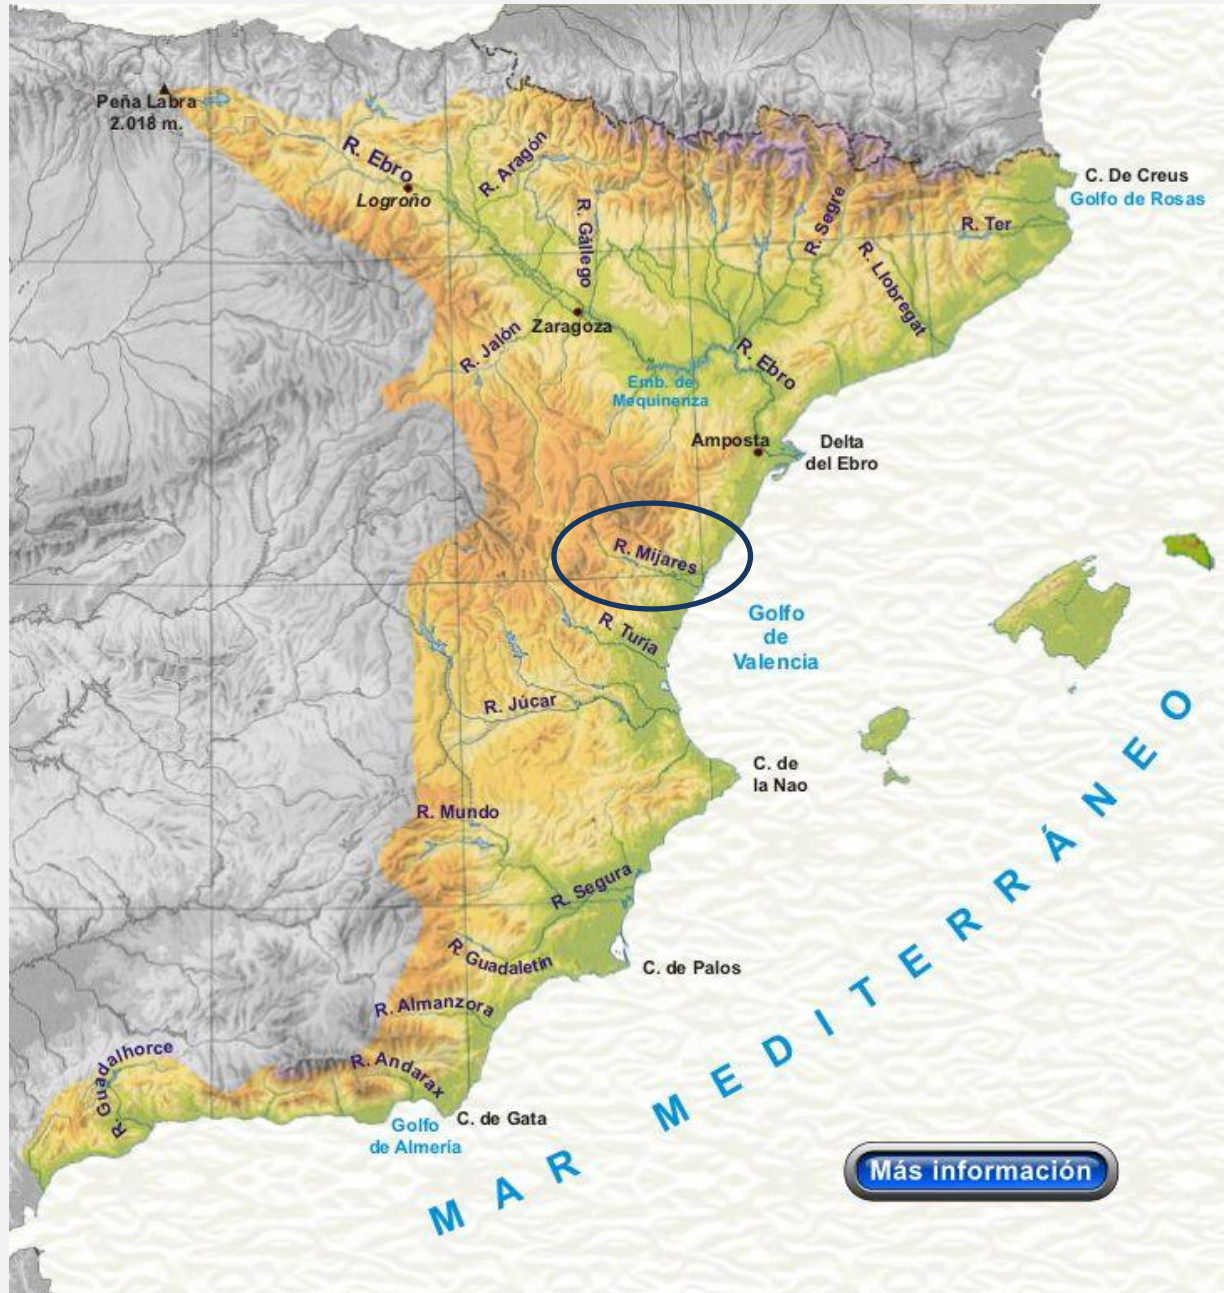 Peña Labra
2.018 m.
R. Ebro
Logroño
R. Aragón
R. Gállego
R. Segre
R. Llobregat
R. Ter
C. De Creus
Golfo de Rosas
Zaragoza
R. Jalón
R. Ebro
Emb. de
Mequinenza
Amposta
Delta
del Ebro
R. Mijares
R. Turía
Golfo
de
Valencia
R. Júcar
C. de
la Nao
R. Mundo
R. Segura
R. Guadaletin
C. de Palos
R. Almanzora
R. Andarax
R. Guadalhorce
C. de Gata
Golfo
de Almería
MAR MEDITERRÁNEO
Más información